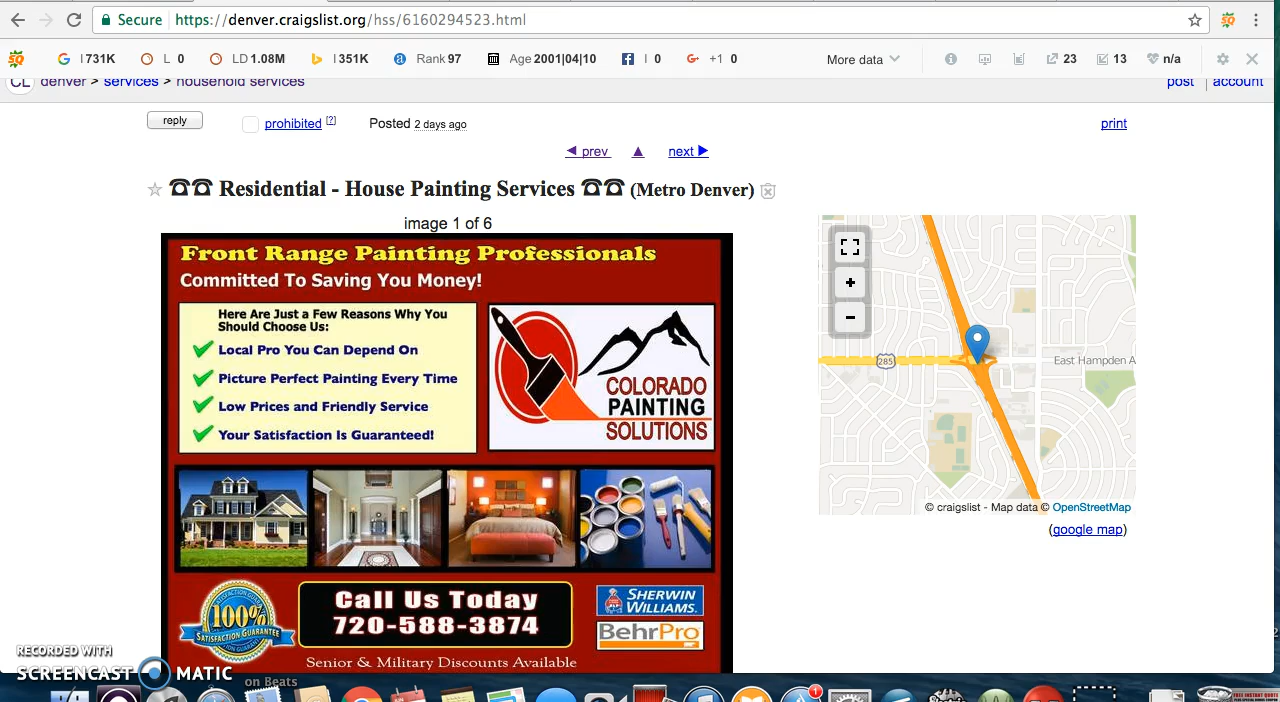 Secure https://denver.craigslist.org/hss/6160294523.html
I 731K L 0 LD 1.08M I 351K Rank 97 Age 2001|04|10 I 0 +1 0 More data 23 13 n/a
CL denver > services > household services post account
reply prohibited [?] Posted 2 days ago print
◄ prev ▲ next ►
☎☎ Residential - House Painting Services ☎☎ (Metro Denver)
image 1 of 6
Front Range Painting Professionals
Committed To Saving You Money!
Here Are Just a Few Reasons Why You
Should Choose Us:
Local Pro You Can Depend On
Picture Perfect Painting Every Time
Low Prices and Friendly Service
Your Satisfaction Is Guaranteed!
COLORADO
PAINTING
SOLUTIONS
285
East Hampden A
© craigslist - Map data © OpenStreetMap
(google map)
100%
SATISFACTION GUARANTEE
Call Us Today
720-588-3874
SHERWIN
WILLIAMS.
BehrPro
Senior & Military Discounts Available
RECORDED WITH
SCREENCAST MATIC
on Beats
1